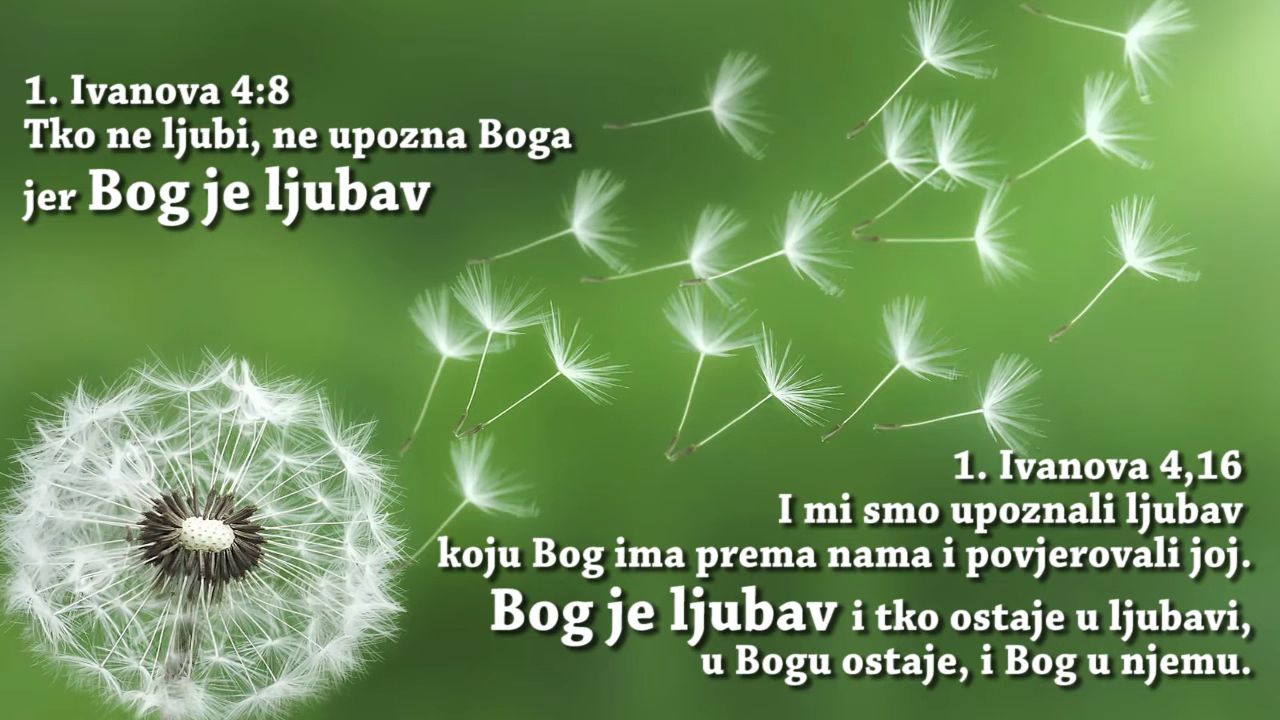 1. Ivanova 4:8
Tko ne ljubi, ne upozna Boga
jer Bog je ljubav
1. Ivanova 4,16
I mi smo upoznali ljubav
koju Bog ima prema nama i povjerovali joj.
Bog je ljubav i tko ostaje u ljubavi,
u Bogu ostaje, i Bog u njemu.